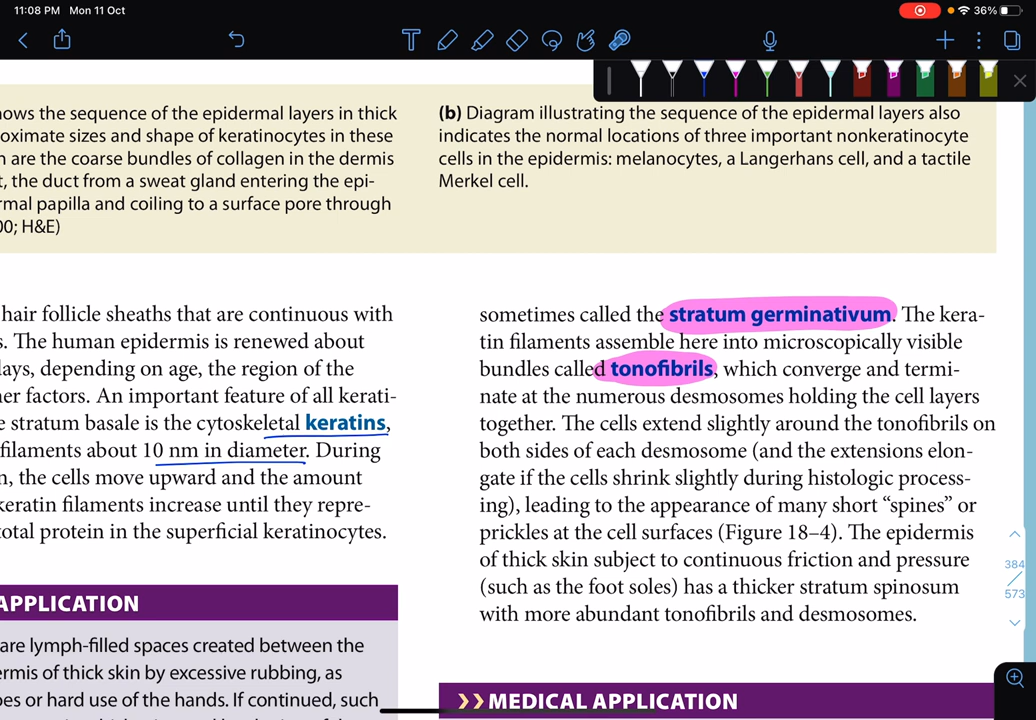 11:08 PM Mon 11 Oct
36%
T
ows the sequence of the epidermal layers in thick
oximate sizes and shape of keratinocytes in these
n are the coarse bundles of collagen in the dermis
t, the duct from a sweat gland entering the epi-
rmal papilla and coiling to a surface pore through
00; H&E)
(b) Diagram illustrating the sequence of the epidermal layers also
indicates the normal locations of three important nonkeratinocyte
cells in the epidermis: melanocytes, a Langerhans cell, and a tactile
Merkel cell.
hair follicle sheaths that are continuous with
s. The human epidermis is renewed about
lays, depending on age, the region of the
her factors. An important feature of all kerati-
e stratum basale is the cytoskeletal keratins,
filaments about 10 nm in diameter. During
n, the cells move upward and the amount
keratin filaments increase until they repre-
total protein in the superficial keratinocytes.
APPLICATION
are lymph-filled spaces created between the
ermis of thick skin by excessive rubbing, as
oes or hard use of the hands. If continued, such
sometimes called the stratum germinativum. The kera-
tin filaments assemble here into microscopically visible
bundles called tonofibrils, which converge and termi-
nate at the numerous desmosomes holding the cell layers
together. The cells extend slightly around the tonofibrils on
both sides of each desmosome (and the extensions elon-
gate if the cells shrink slightly during histologic process-
ing), leading to the appearance of many short “spines” or
prickles at the cell surfaces (Figure 18–4). The epidermis
of thick skin subject to continuous friction and pressure
(such as the foot soles) has a thicker stratum spinosum
with more abundant tonofibrils and desmosomes.
384
573
>> MEDICAL APPLICATION